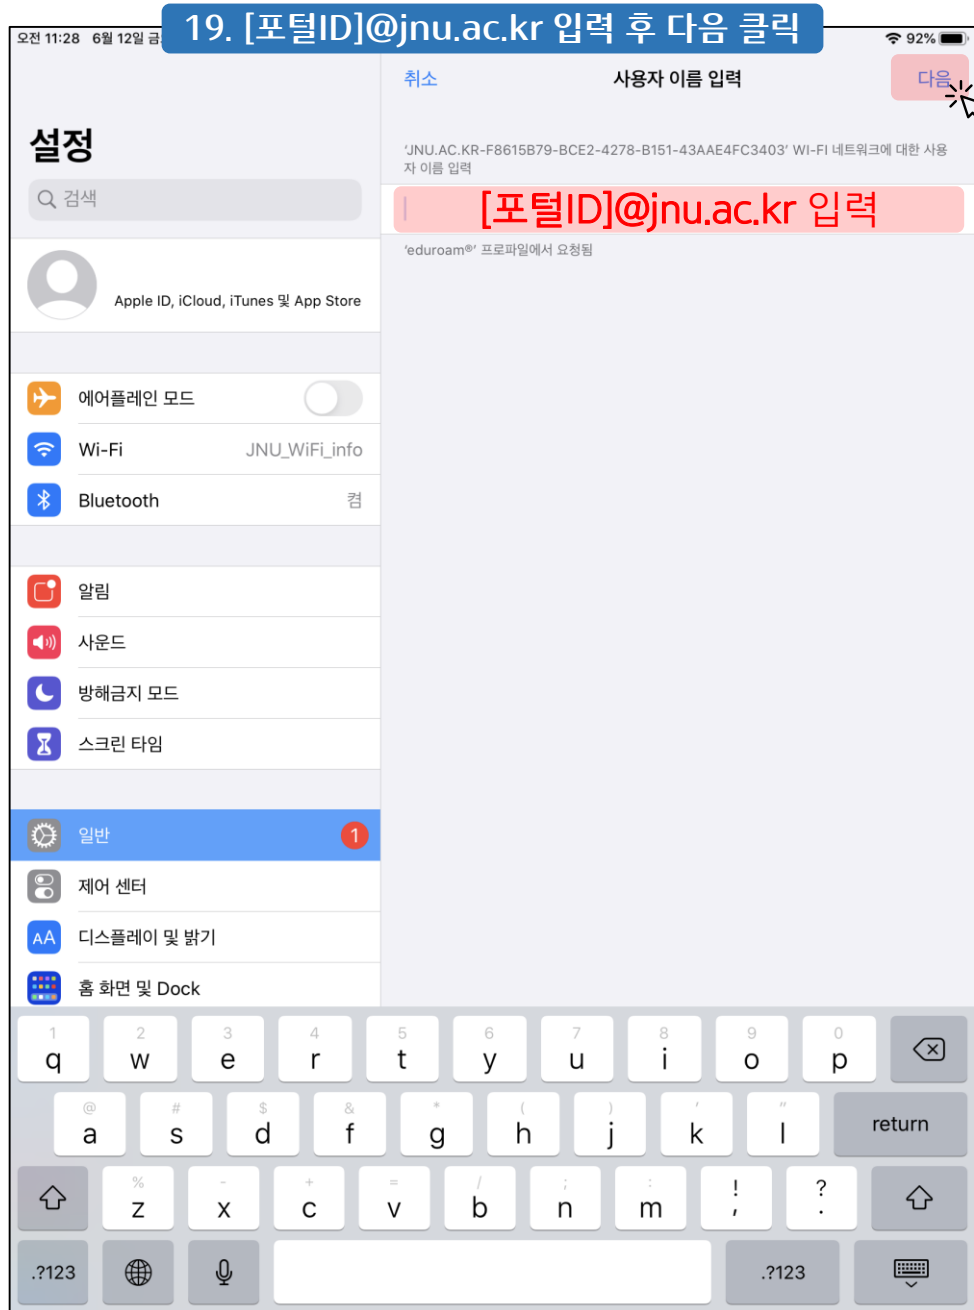 19. [포털ID]@jnu.ac.kr 입력 후 다음 클릭
오전 11:28 6월 12일 금
92%
설정
검색
Apple ID, iCloud, iTunes 및 App Store
에어플레인 모드
Wi-Fi JNU_WiFi_info
Bluetooth 켬
알림
사운드
방해금지 모드
스크린 타임
일반 1
제어 센터
AA 디스플레이 및 밝기
홈 화면 및 Dock
취소 사용자 이름 입력 다음
‘JNU.AC.KR-F8615B79-BCE2-4278-B151-43AAE4FC3403’ WI-FI 네트워크에 대한 사용
자 이름 입력
[포털ID]@jnu.ac.kr 입력
‘eduroam®’ 프로파일에서 요청됨
1 2 3 4 5 6 7 8 9 0
q w e r t y u i o p
@ # $ & * ( ) ' "
a s d f g h j k l return
% - + = / ; : ! ?
z x c v b n m , .
.?123 .?123